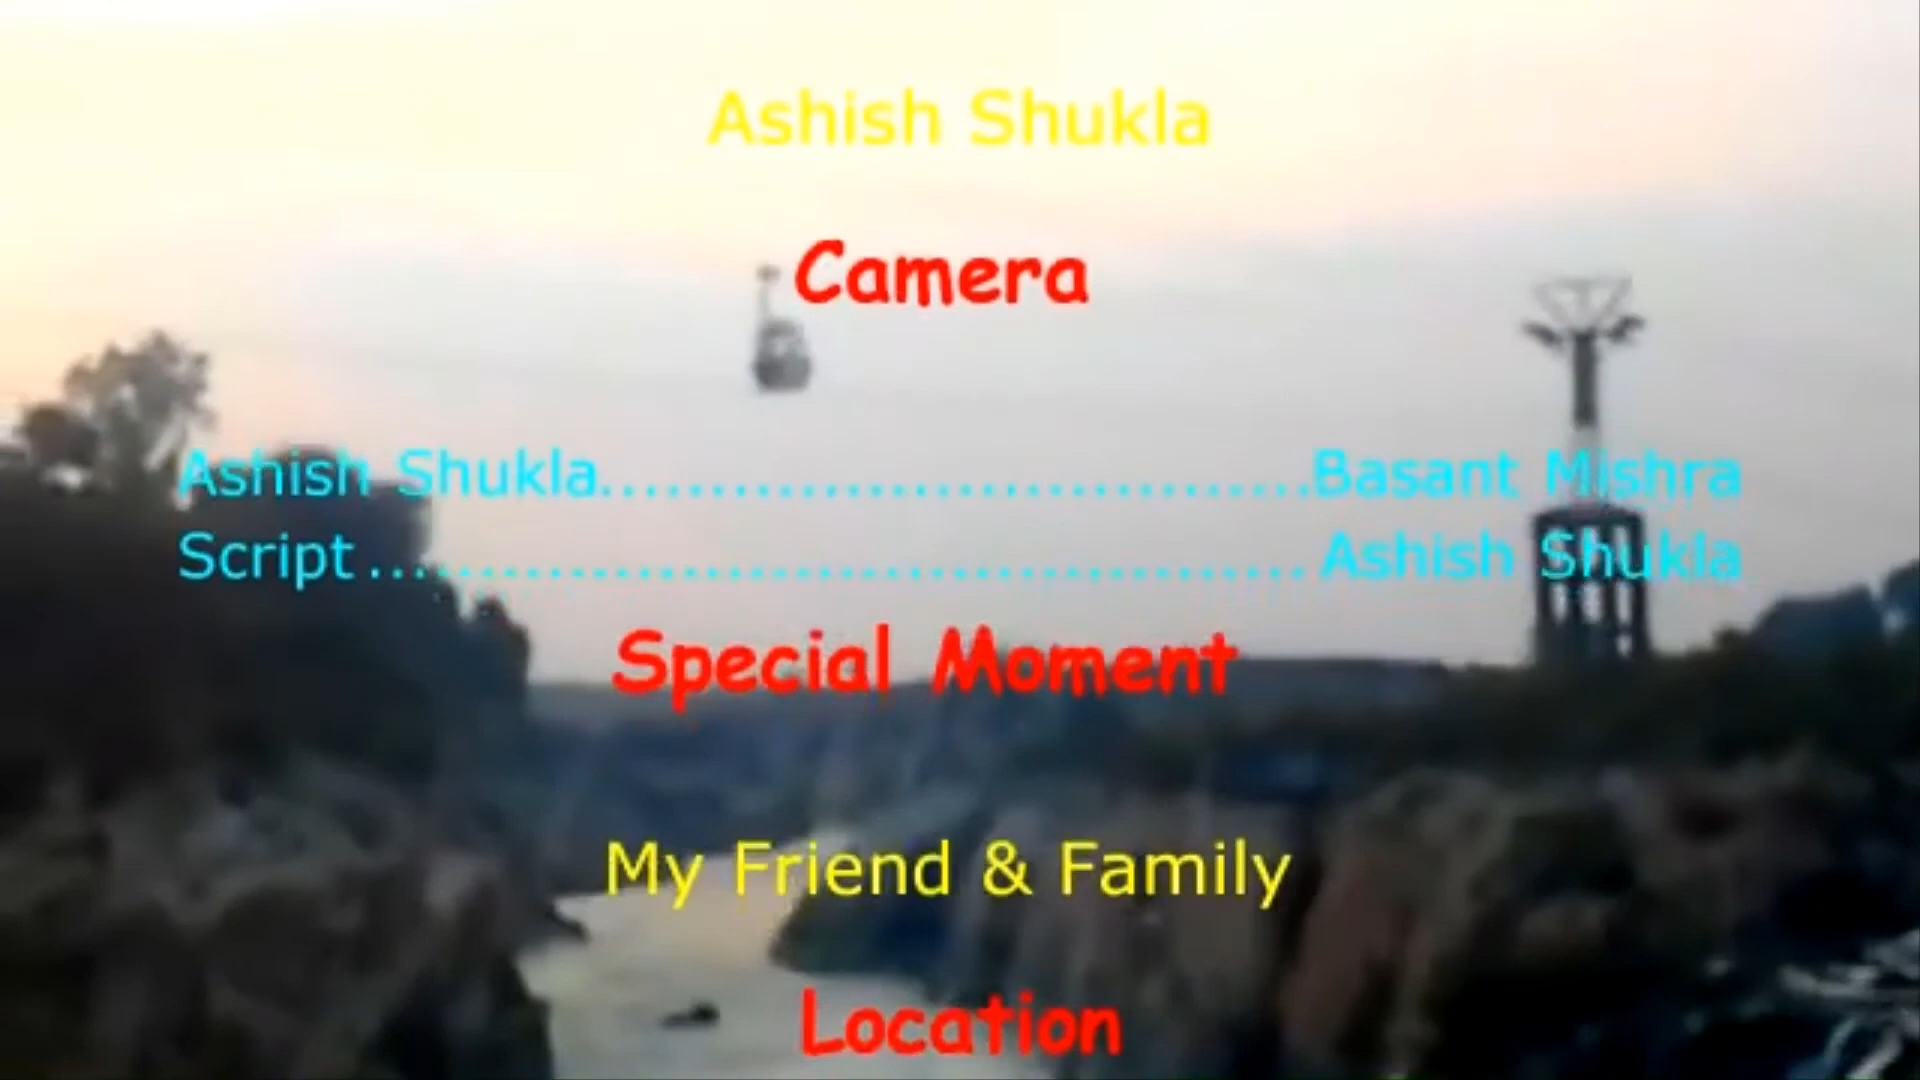 Ashish Shukla
Camera
Ashish Shukla.................................Basant Mishra
Script ........................................... Ashish Shukla
Special Moment
My Friend & Family
Location